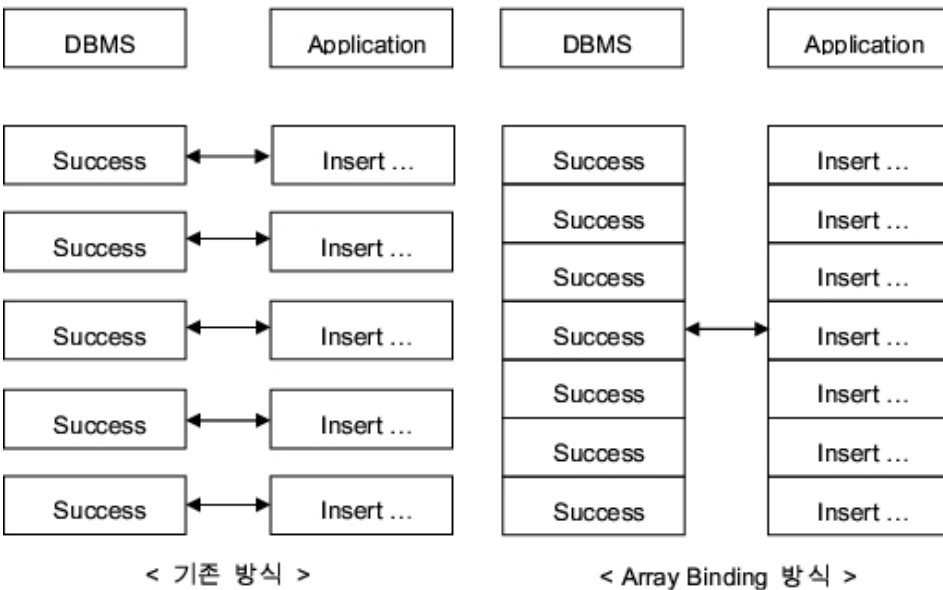 DBMS Application DBMS Application
Success Insert ... Success Insert ...
Success Insert ... Success Insert ...
Success Insert ... Success Insert ...
Success Insert ... Success Insert ...
Success Insert ... Success Insert ...
Success Insert ...
Success Insert ...
< 기존 방식 > < Array Binding 방식 >